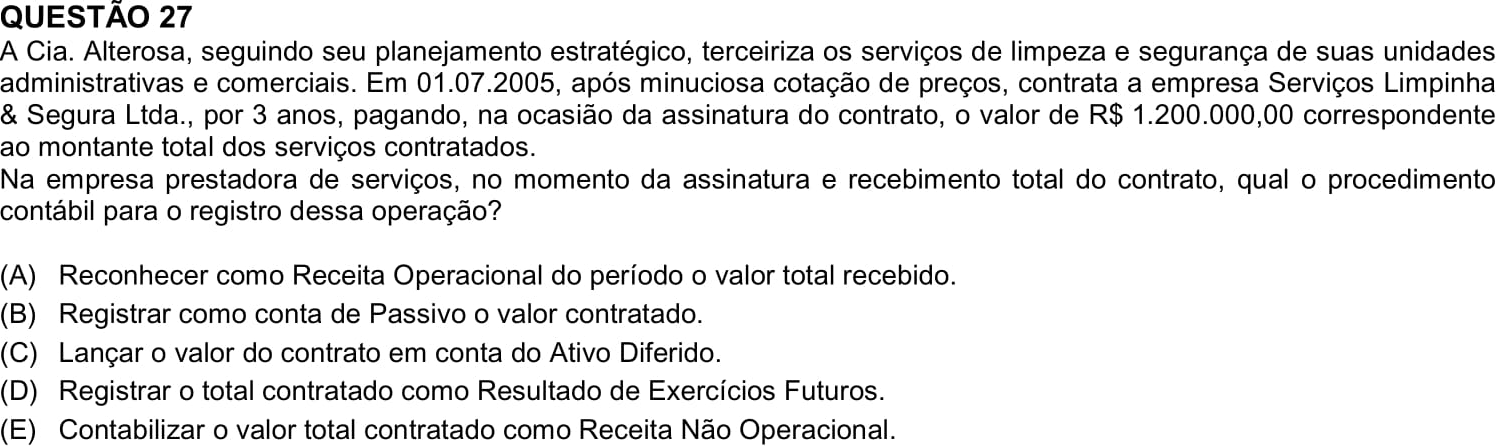 QUESTÃO 27
A Cia. Alterosa, seguindo seu planejamento estratégico, terceiriza os serviços de limpeza e segurança de suas unidades
administrativas e comerciais. Em 01.07.2005, após minuciosa cotação de preços, contrata a empresa Serviços Limpinha
& Segura Ltda., por 3 anos, pagando, na ocasião da assinatura do contrato, o valor de R$ 1.200.000,00 correspondente
ao montante total dos serviços contratados.
Na empresa prestadora de serviços, no momento da assinatura e recebimento total do contrato, qual o procedimento
contábil para o registro dessa operação?
(A) Reconhecer como Receita Operacional do período o valor total recebido.
(B) Registrar como conta de Passivo o valor contratado.
(C) Lançar o valor do contrato em conta do Ativo Diferido.
(D) Registrar o total contratado como Resultado de Exercícios Futuros.
(E) Contabilizar o valor total contratado como Receita Não Operacional.